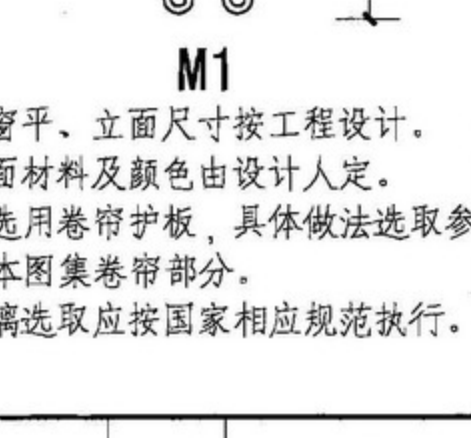 M1
窗平、立面尺寸按工程设计。
面材料及颜色由设计人定。
选用卷帘护板，具体做法选取参
本图集卷帘部分。
璃选取应按国家相应规范执行。